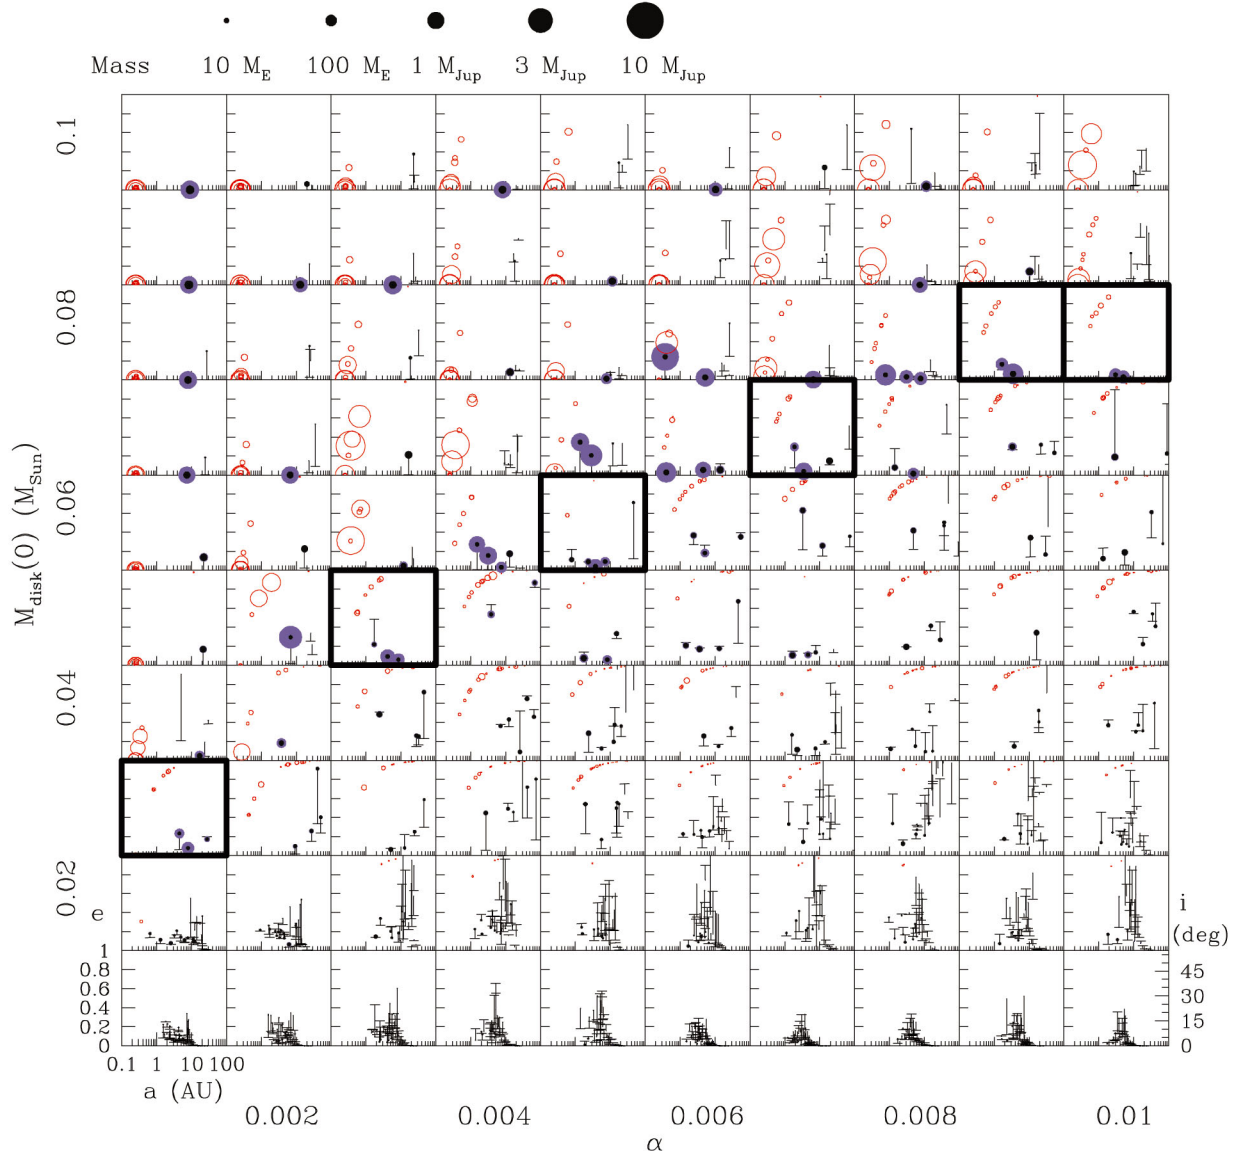 Mass 10 M_E 100 M_E 1 M_Jup 3 M_Jup 10 M_Jup
M_disk(0) (M_Sun)
0.1
0.08
0.06
0.04
0.02
e
i
(deg)
1
0.8
0.6
0.4
0.2
0
45
30
15
0
0.1 1 10 100
a (AU)
0.002 0.004 0.006 0.008 0.01
α